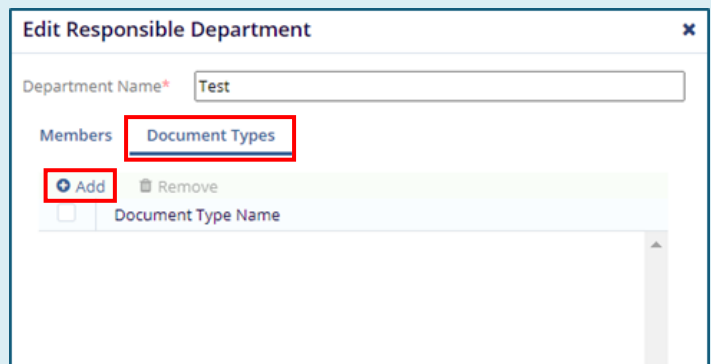 Edit Responsible Department
Department Name* Test
Members Document Types
Add Remove
Document Type Name